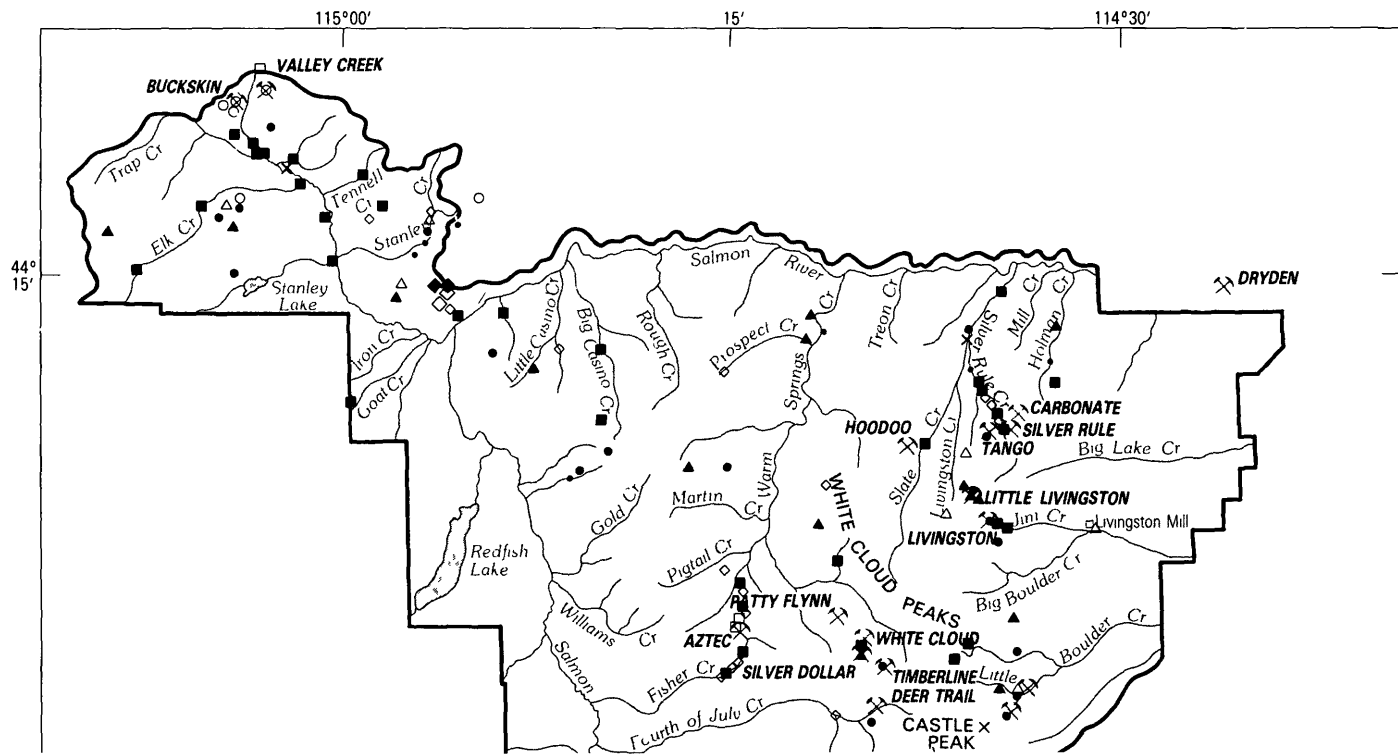 115°00'
15'
114°30'
VALLEY CREEK
BUCKSKIN
Trap Cr
Tennell
Cr
Cr
Stanley
Elk Cr
44°
15'
Stanley
Lake
Salmon
River
DRYDEN
Iron Cr
Goat Cr
Little Casino Cr
Big Casino Cr
Rough Cr
Prospect Cr
Springs
Cr
Treon Cr
Silver Rule Cr
Mill Cr
Holman Cr
CARBONATE
SILVER RULE
TANGO
HOODOO
Big Lake Cr
Cr
Slate
Livingston Cr
Warm
Gold Cr
Martin
Cr
LITTLE LIVINGSTON
LIVINGSTON
Jim Cr
Livingston Mill
WHITE CLOUD
PEAKS
Redfish
Lake
Pigtail Cr
Big Boulder Cr
PATTY FLYNN
Williams
Cr
AZTEC
WHITE CLOUD
Boulder Cr
Little
Salmon
Fisher Cr
SILVER DOLLAR
TIMBERLINE
DEER TRAIL
Fourth of July Cr
CASTLE
PEAK